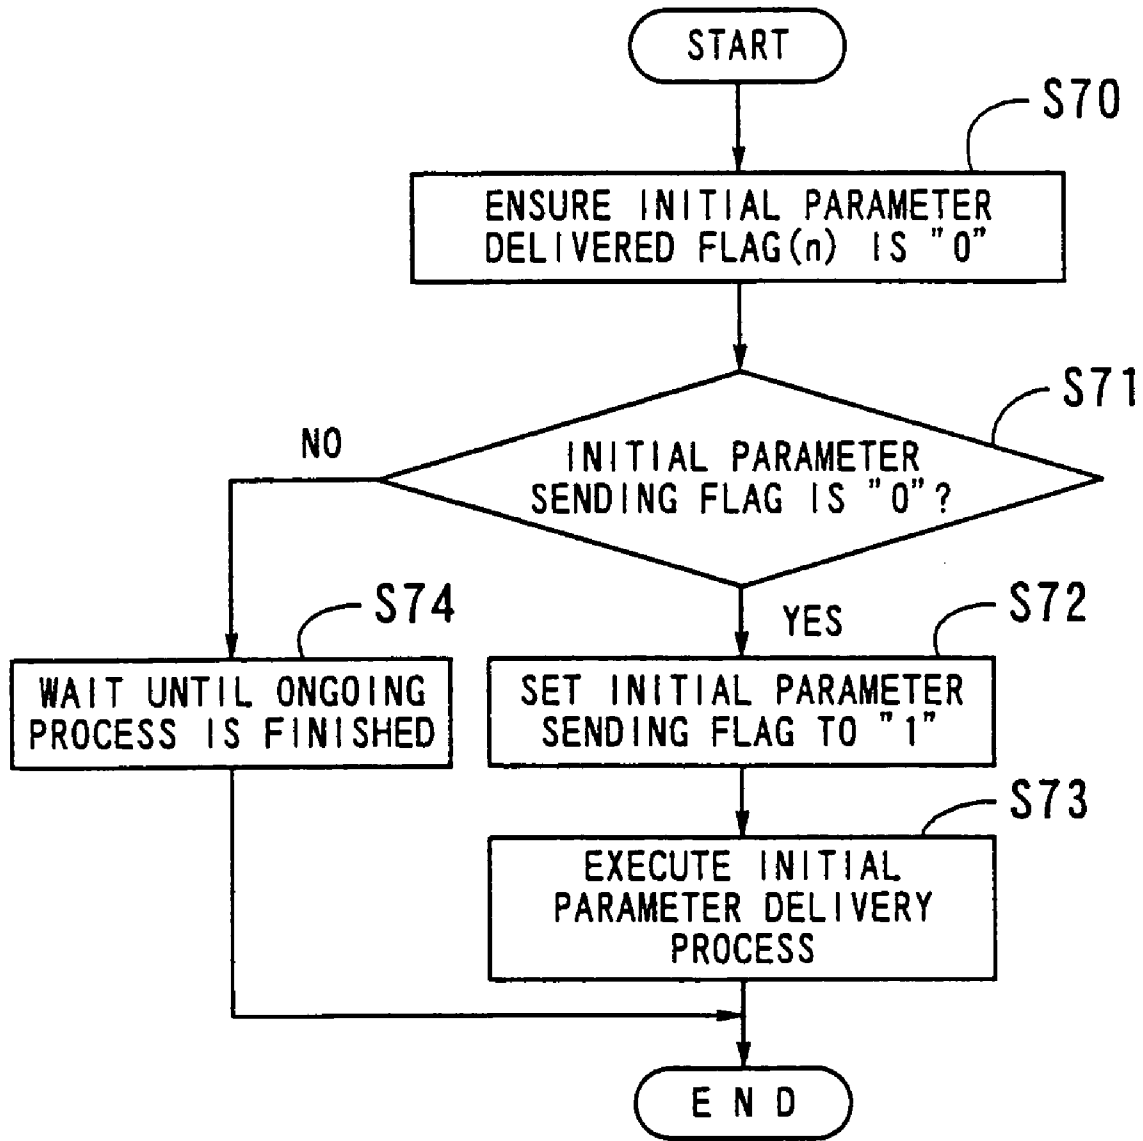 START
S70
ENSURE INITIAL PARAMETER
DELIVERED FLAG(n) IS "0"
S71
NO
INITIAL PARAMETER
SENDING FLAG IS "0"?
S74
YES
S72
WAIT UNTIL ONGOING
PROCESS IS FINISHED
SET INITIAL PARAMETER
SENDING FLAG TO "1"
S73
EXECUTE INITIAL
PARAMETER DELIVERY
PROCESS
END